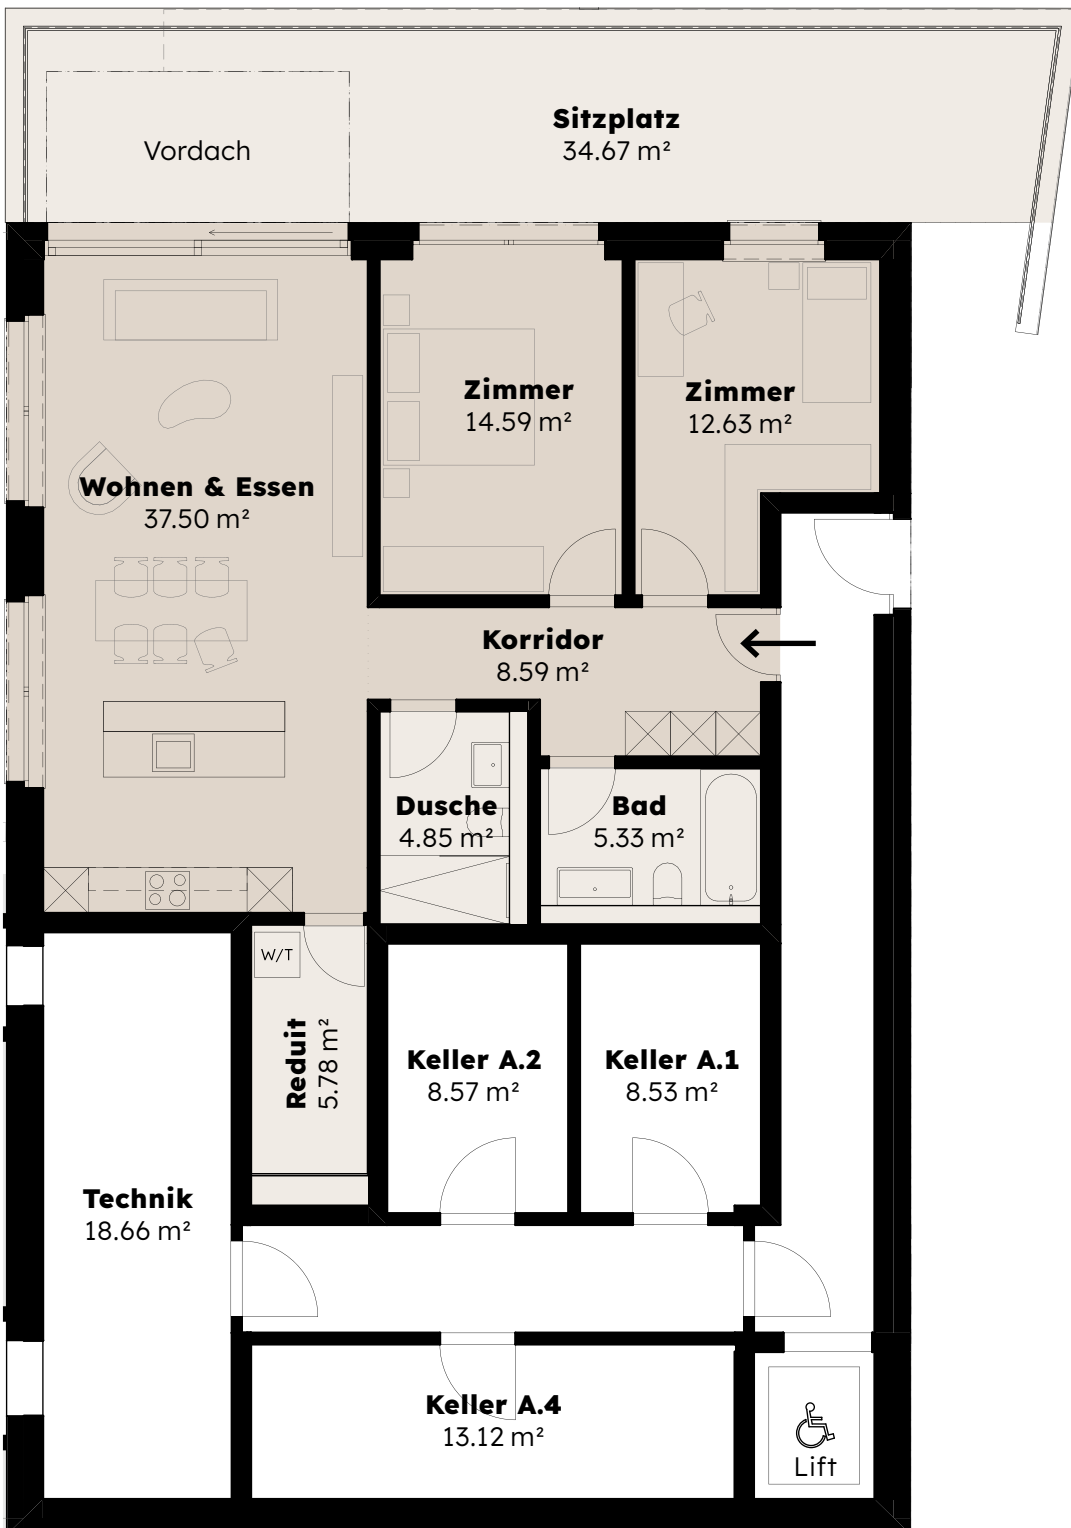 Sitzplatz
34.67 m²
Vordach
Zimmer
14.59 m²
Zimmer
12.63 m²
Wohnen & Essen
37.50 m²
Korridor
8.59 m²
Dusche
4.85 m²
Bad
5.33 m²
W/T
Reduit
5.78 m²
Keller A.2
8.57 m²
Keller A.1
8.53 m²
Technik
18.66 m²
Keller A.4
13.12 m²
Lift